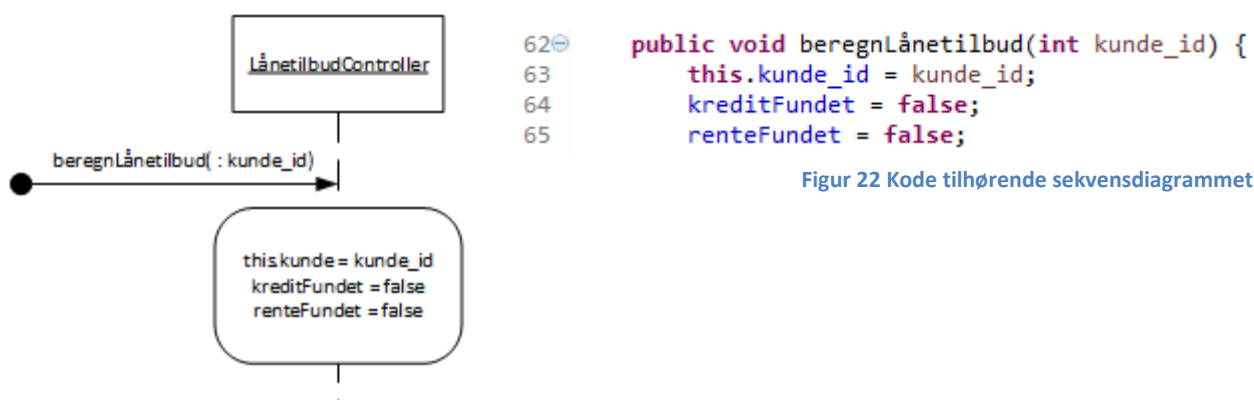 LånetilbudController
beregnLånetilbud( : kunde_id)
this.kunde = kunde_id
kreditFundet = false
renteFundet = false
62 public void beregnLånetilbud(int kunde_id) {
63 this.kunde_id = kunde_id;
64 kreditFundet = false;
65 renteFundet = false;
Figur 22 Kode tilhørende sekvensdiagrammet